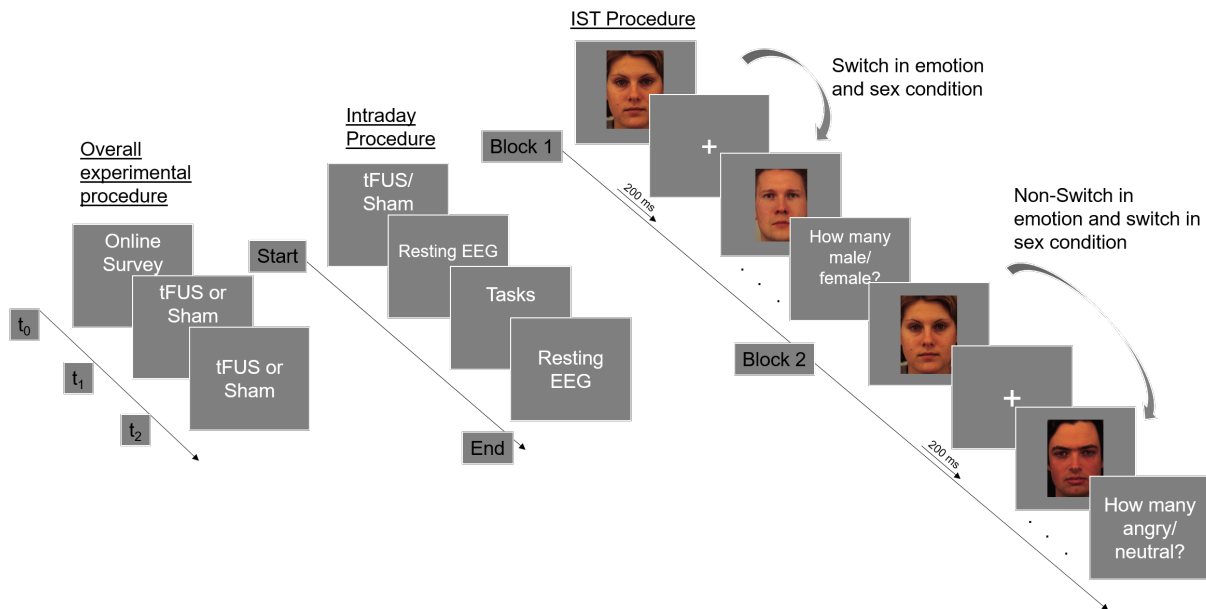 Overall
experimental
procedure
Online
Survey
tFUS or
Sham
tFUS or
Sham
t0
t1
t2
Intraday
Procedure
tFUS/
Sham
Resting EEG
Tasks
Resting
EEG
Start
End
IST Procedure
Block 1
200 ms
+
Switch in emotion
and sex condition
How many
male/
female?
Block 2
200 ms
+
Non-Switch in
emotion and switch in
sex condition
How many
angry/
neutral?